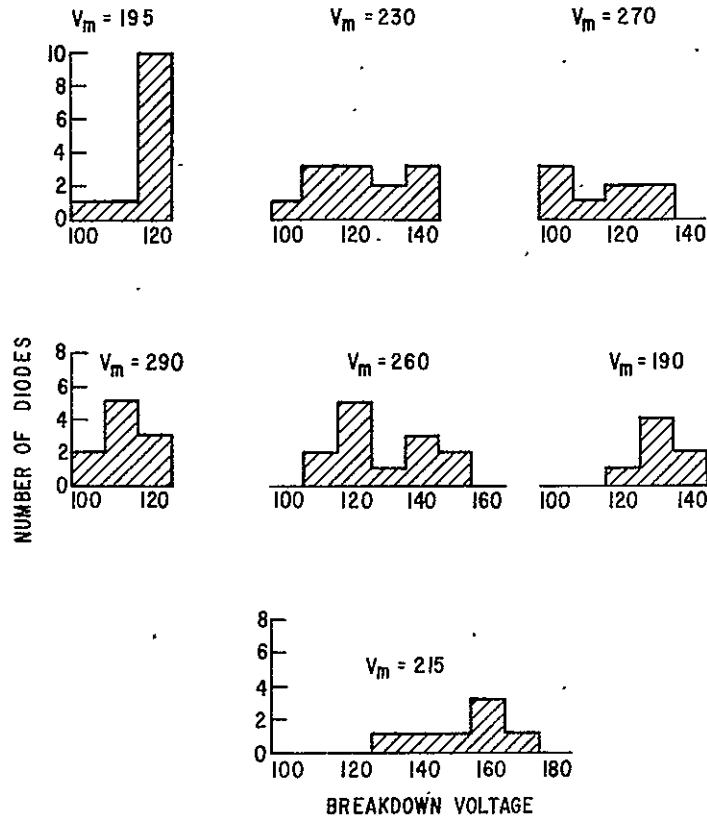 Vm = 195
Vm = 230
Vm = 270
10
8
6
4
2
0
100 120
100 120 140
100 120 140
NUMBER OF DIODES
Vm = 290
Vm = 260
Vm = 190
8
6
4
2
0
100 120
100 120 140 160
100 120 140
Vm = 215
8
6
4
2
0
100 120 140 160 180
BREAKDOWN VOLTAGE